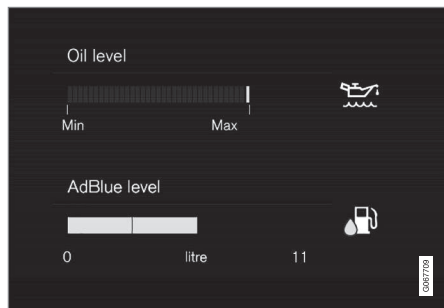 Oil level
Min Max
AdBlue level
0 litre 11
G067709